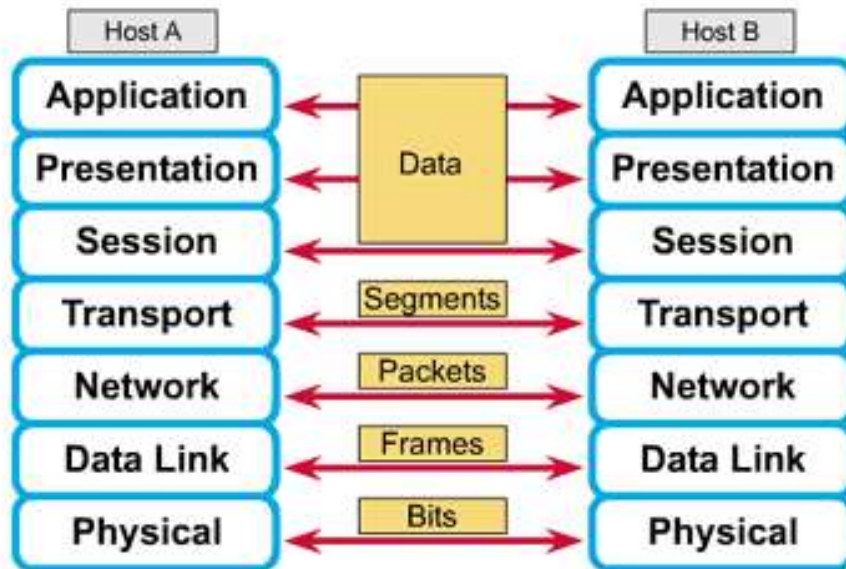 Host A Host B
Application Application
Presentation Data Presentation
Session Session
Segments
Transport Transport
Packets
Network Network
Frames
Data Link Data Link
Bits
Physical Physical